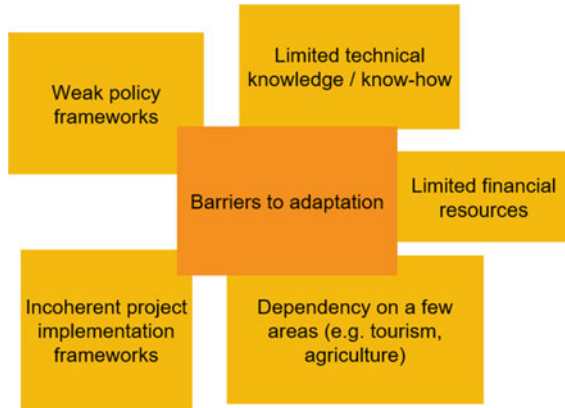 Limited technical
knowledge / know-how
Weak policy
frameworks
Barriers to adaptation
Limited financial
resources
Incoherent project
implementation
frameworks
Dependency on a few
areas (e.g. tourism,
agriculture)